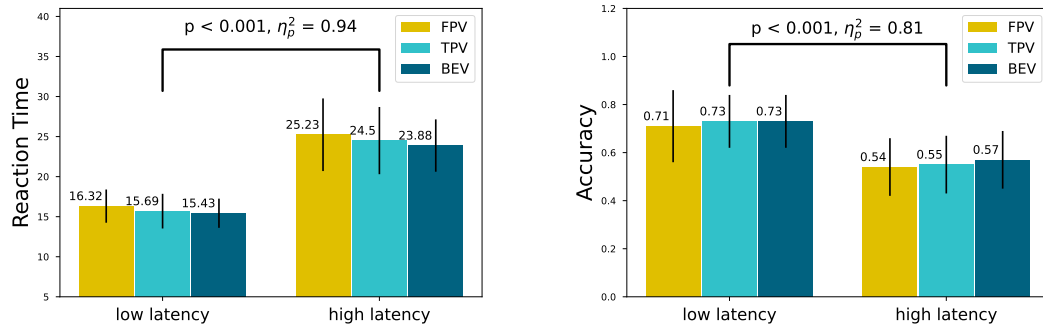 p < 0.001, η²ₚ = 0.94
FPV
TPV
BEV
Reaction Time
40
35
30
25
20
15
10
5
16.32
15.69
15.43
25.23
24.5
23.88
low latency
high latency
p < 0.001, η²ₚ = 0.81
FPV
TPV
BEV
Accuracy
1.2
1.0
0.8
0.6
0.4
0.2
0.0
0.71
0.73
0.73
0.54
0.55
0.57
low latency
high latency